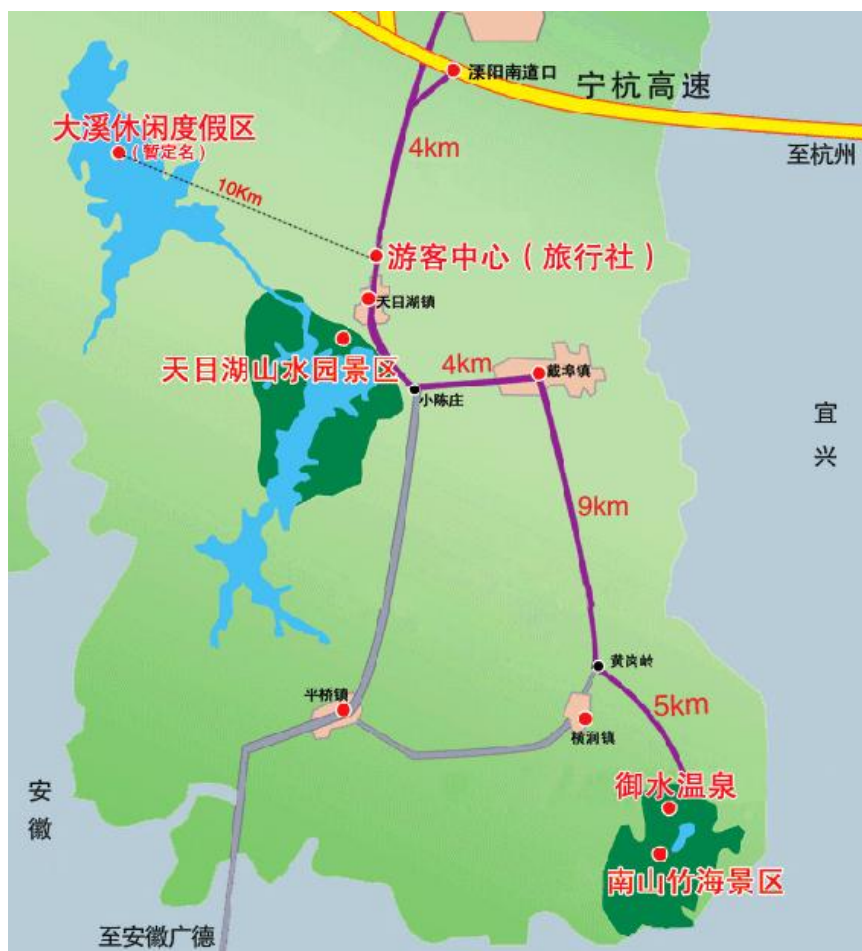 溧阳南道口
宁杭高速
大溪休闲度假区
（暂定名）
4km
至杭州
10Km
游客中心（旅行社）
天目湖镇
天目湖山水园景区
4km
戴埠镇
小陈庄
宜兴
9km
黄岗岭
平桥镇
5km
横涧镇
安徽
御水温泉
南山竹海景区
至安徽广德